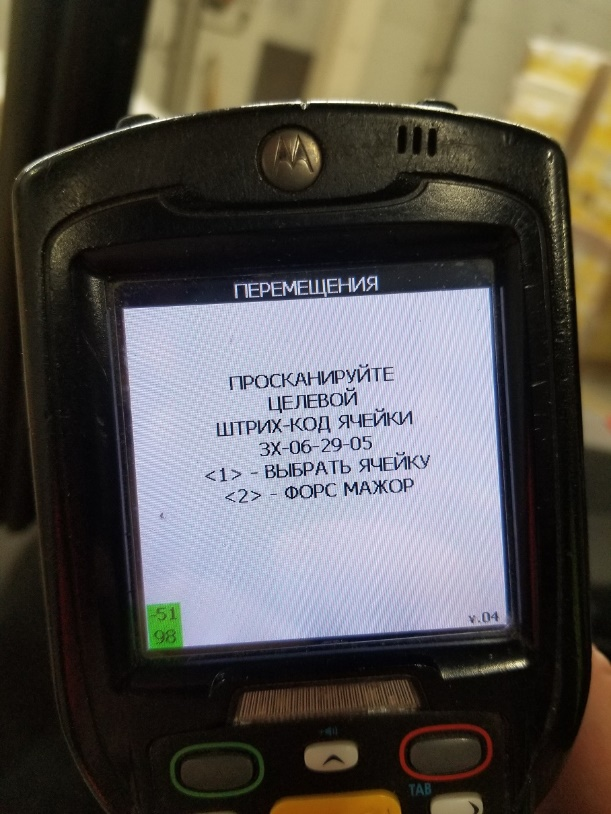 ПЕРЕМЕЩЕНИЯ
ПРОСКАНИРУЙТЕ
ЦЕЛЕВОЙ
ШТРИХ-КОД ЯЧЕЙКИ
ЗХ-06-29-05
<1> - ВЫБРАТЬ ЯЧЕЙКУ
<2> - ФОРС МАЖОР
-51
98
v.04
TAB